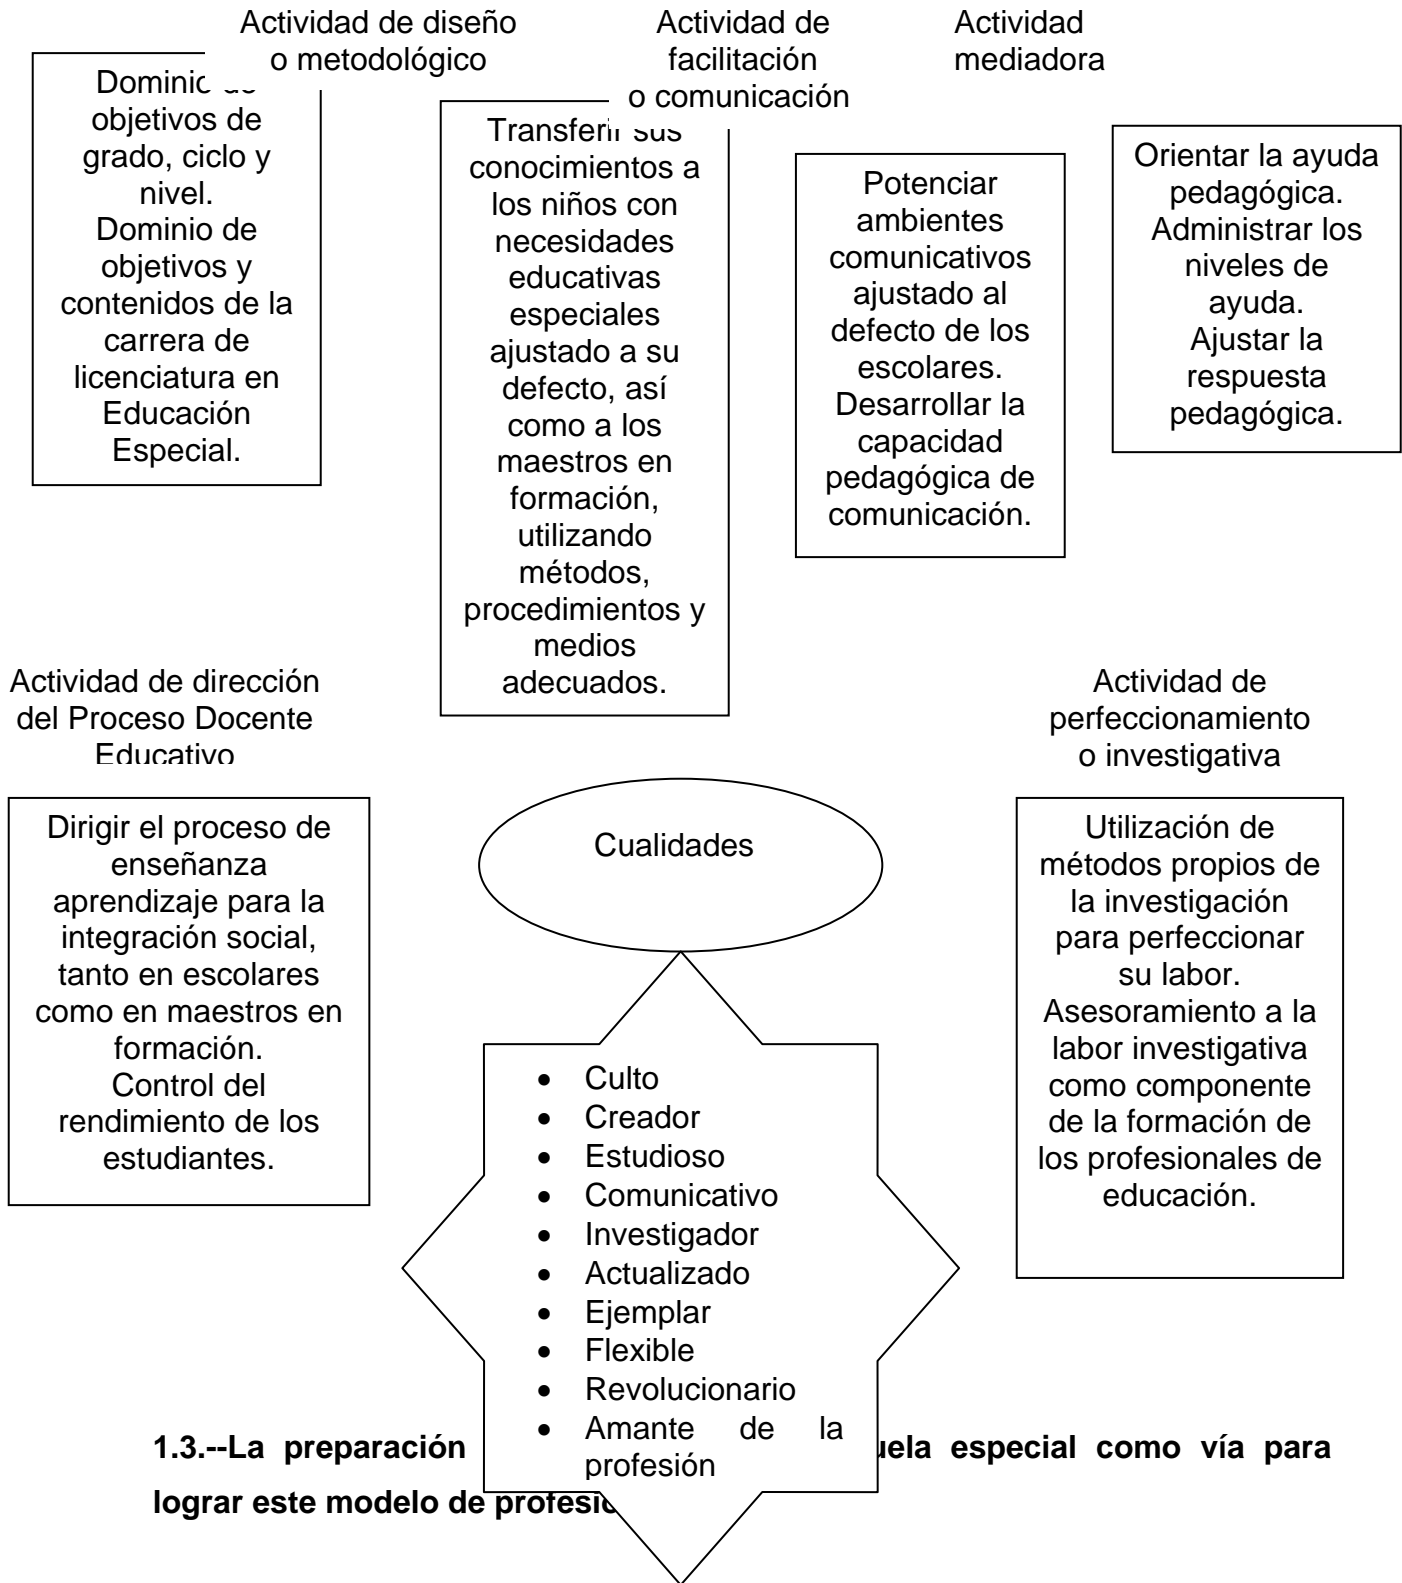 Actividad de diseño
o metodológico
Actividad de
facilitación
o comunicación
Actividad
mediadora
Dominio
objetivos de
grado, ciclo y
nivel.
Dominio de
objetivos y
contenidos de la
carrera de
licenciatura en
Educación
Especial.
Transferir sus
conocimientos a
los niños con
necesidades
educativas
especiales
ajustado a su
defecto, así
como a los
maestros en
formación,
utilizando
métodos,
procedimientos y
medios
adecuados.
Potenciar
ambientes
comunicativos
ajustado al
defecto de los
escolares.
Desarrollar la
capacidad
pedagógica de
comunicación.
Orientar la ayuda
pedagógica.
Administrar los
niveles de
ayuda.
Ajustar la
respuesta
pedagógica.
Actividad de dirección
del Proceso Docente
Educativo
Actividad de
perfeccionamiento
o investigativa
Dirigir el proceso de
enseñanza
aprendizaje para la
integración social,
tanto en escolares
como en maestros en
formación.
Control del
rendimiento de los
estudiantes.
Cualidades
Utilización de
métodos propios de
la investigación
para perfeccionar
su labor.
Asesoramiento a la
labor investigativa
como componente
de la formación de
los profesionales de
educación.
• Culto
• Creador
• Estudioso
• Comunicativo
• Investigador
• Actualizado
• Ejemplar
• Flexible
• Revolucionario
• Amante de la
profesión
1.3.--La preparación especial como vía para
lograr este modelo de